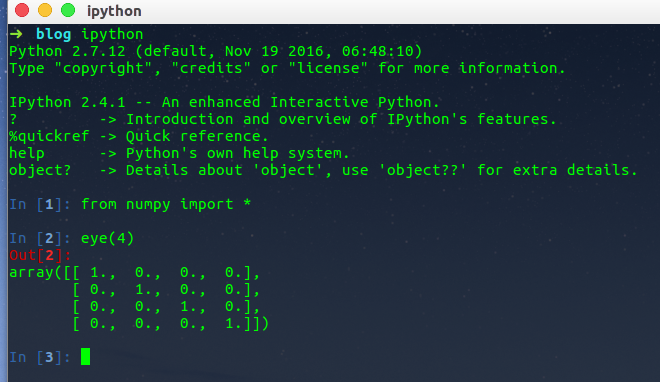 ipython
➜ blog ipython
Python 2.7.12 (default, Nov 19 2016, 06:48:10)
Type "copyright", "credits" or "license" for more information.
IPython 2.4.1 -- An enhanced Interactive Python.
?         -> Introduction and overview of IPython's features.
%quickref -> Quick reference.
help      -> Python's own help system.
object?   -> Details about 'object', use 'object??' for extra details.
In [1]: from numpy import *
In [2]: eye(4)
Out[2]:
array([[ 1.,  0.,  0.,  0.],
       [ 0.,  1.,  0.,  0.],
       [ 0.,  0.,  1.,  0.],
       [ 0.,  0.,  0.,  1.]])
In [3]: